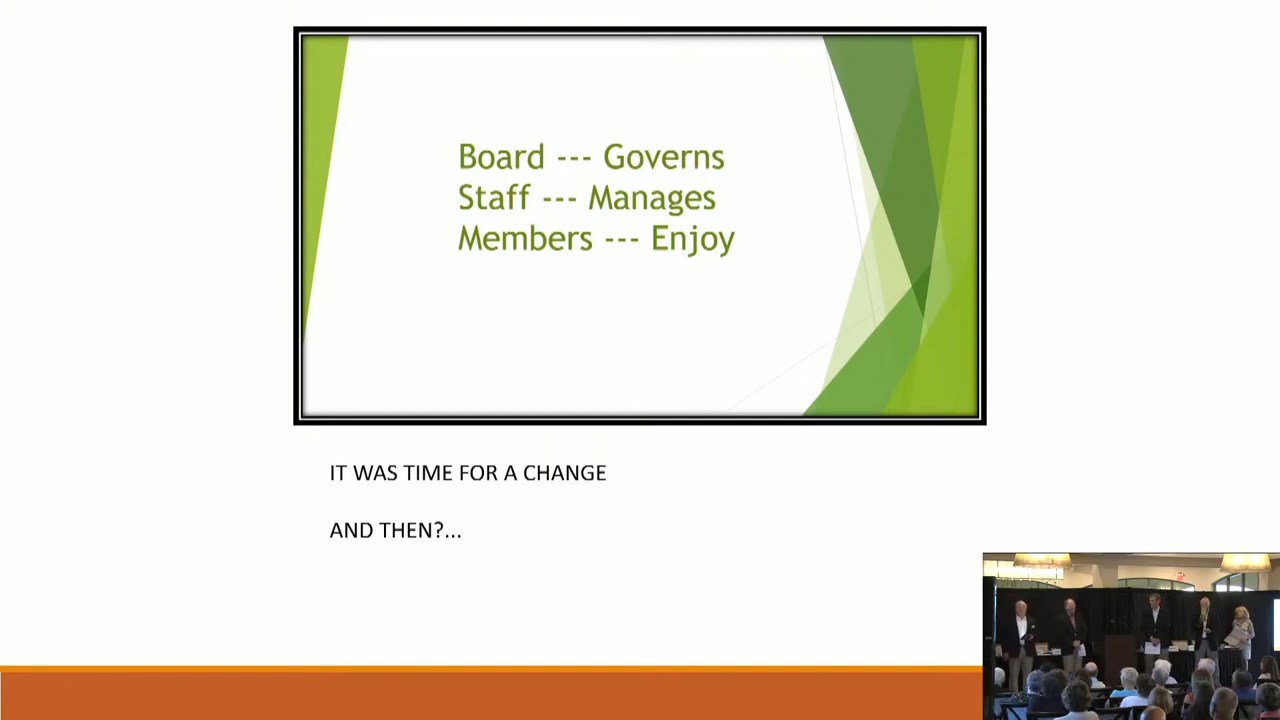 Board --- Governs
Staff --- Manages
Members --- Enjoy
IT WAS TIME FOR A CHANGE
AND THEN?...